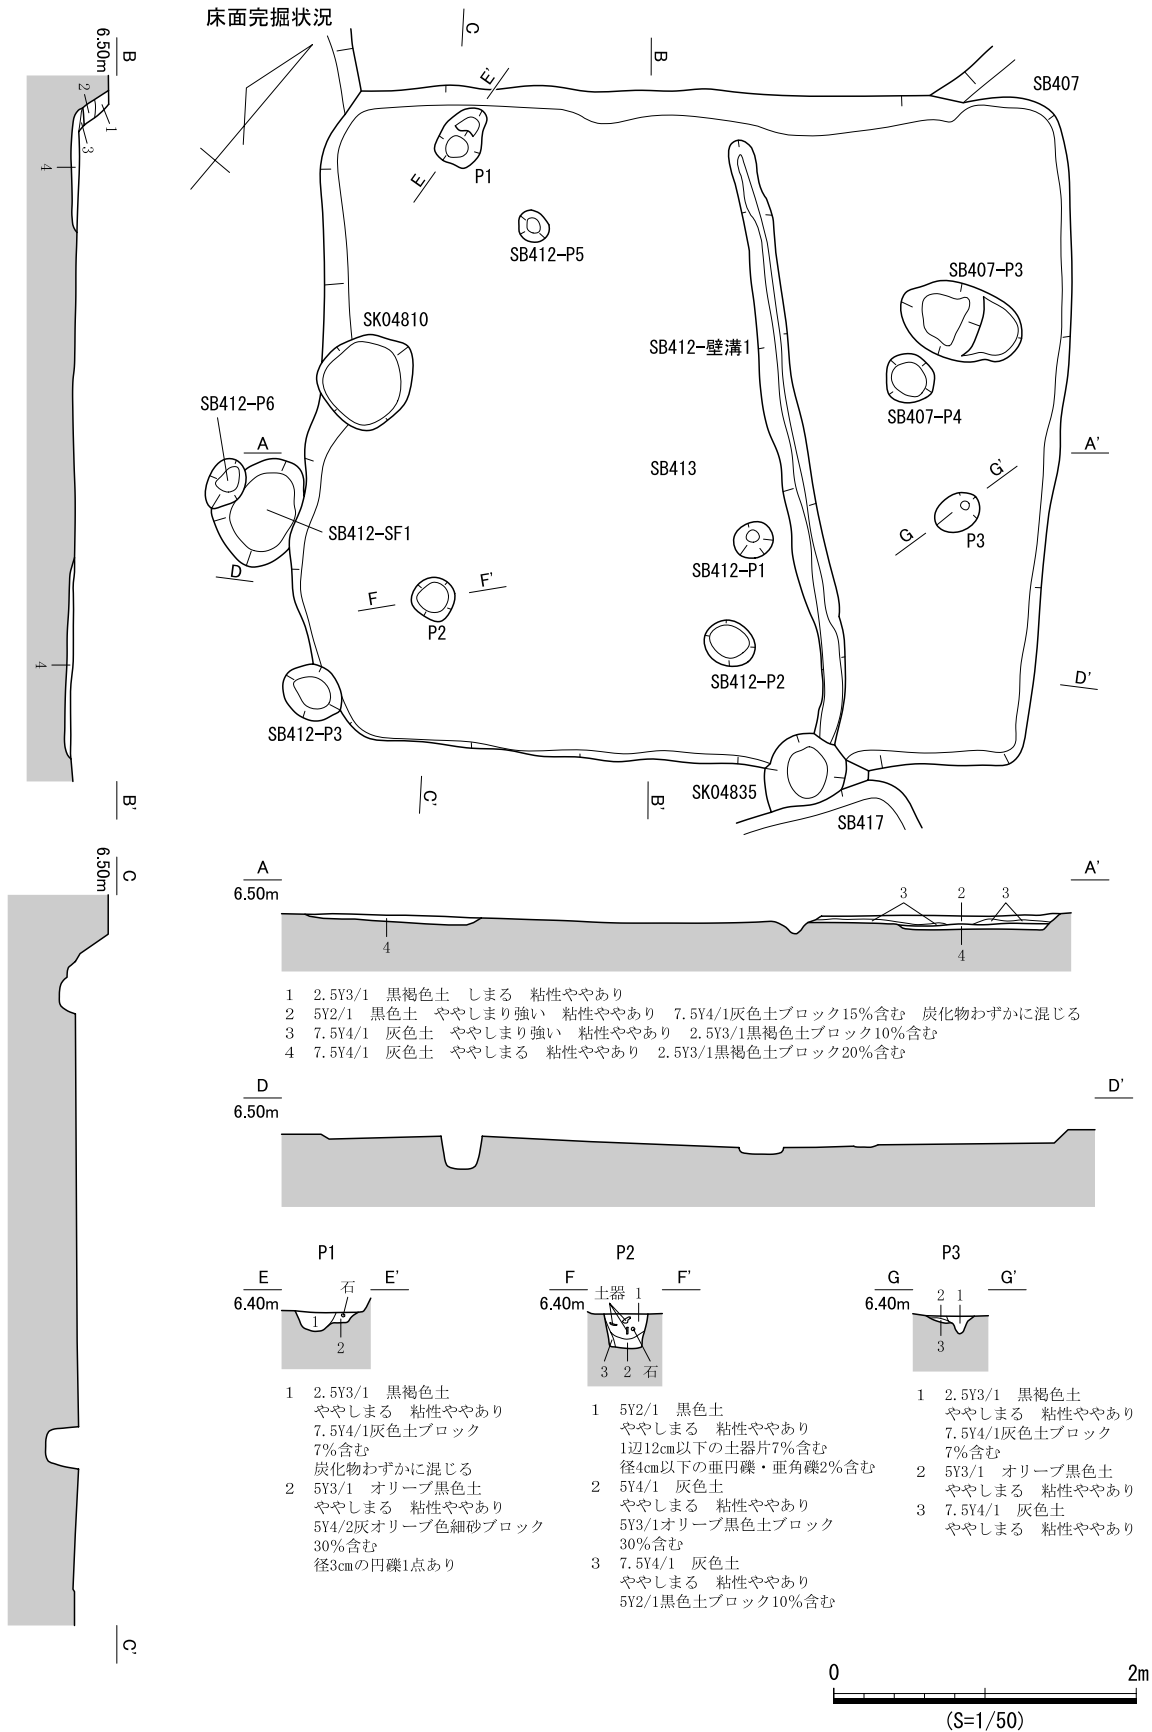 床面完掘状況
C
B
6.50m
B
E'
SB407
2
1
3
4
E
P1
SB412-P5
SB407-P3
SK04810
SB412-壁溝1
SB412-P6
SB407-P4
A
A'
SB413
G'
SB412-SF1
G
P3
SB412-P1
D
F
F'
P2
4
SB412-P2
D'
SB412-P3
B'
C'
B'
SK04835
SB417
6.50m
C
A
A'
6.50m
3
2
3
4
4
1 2.5Y3/1 黒褐色土 しまる 粘性ややあり
2 5Y2/1 黒色土 ややしまり強い 粘性ややあり 7.5Y4/1灰色土ブロック15%含む 炭化物わずかに混じる
3 7.5Y4/1 灰色土 ややしまり強い 粘性ややあり 2.5Y3/1黒褐色土ブロック10%含む
4 7.5Y4/1 灰色土 ややしまる 粘性ややあり 2.5Y3/1黒褐色土ブロック20%含む
D
D'
6.50m
P1
E
E'
6.40m
石
1
2
1 2.5Y3/1 黒褐色土
ややしまる 粘性ややあり
7.5Y4/1灰色土ブロック
7%含む
炭化物わずかに混じる
2 5Y3/1 オリーブ黒色土
ややしまる 粘性ややあり
5Y4/2灰オリーブ色細砂ブロック
30%含む
径3cmの円礫1点あり
P2
F
F'
6.40m
土器 1
3 2 石
1 5Y2/1 黒色土
ややしまる 粘性ややあり
1辺12cm以下の土器片7%含む
径4cm以下の亜円礫・亜角礫2%含む
2 5Y4/1 灰色土
ややしまる 粘性ややあり
5Y3/1オリーブ黒色土ブロック
30%含む
3 7.5Y4/1 灰色土
ややしまる 粘性ややあり
5Y2/1黒色土ブロック10%含む
P3
G
G'
6.40m
2 1
3
1 2.5Y3/1 黒褐色土
ややしまる 粘性ややあり
7.5Y4/1灰色土ブロック
7%含む
2 5Y3/1 オリーブ黒色土
ややしまる 粘性ややあり
3 7.5Y4/1 灰色土
ややしまる 粘性ややあり
C'
0
2m
(S=1/50)